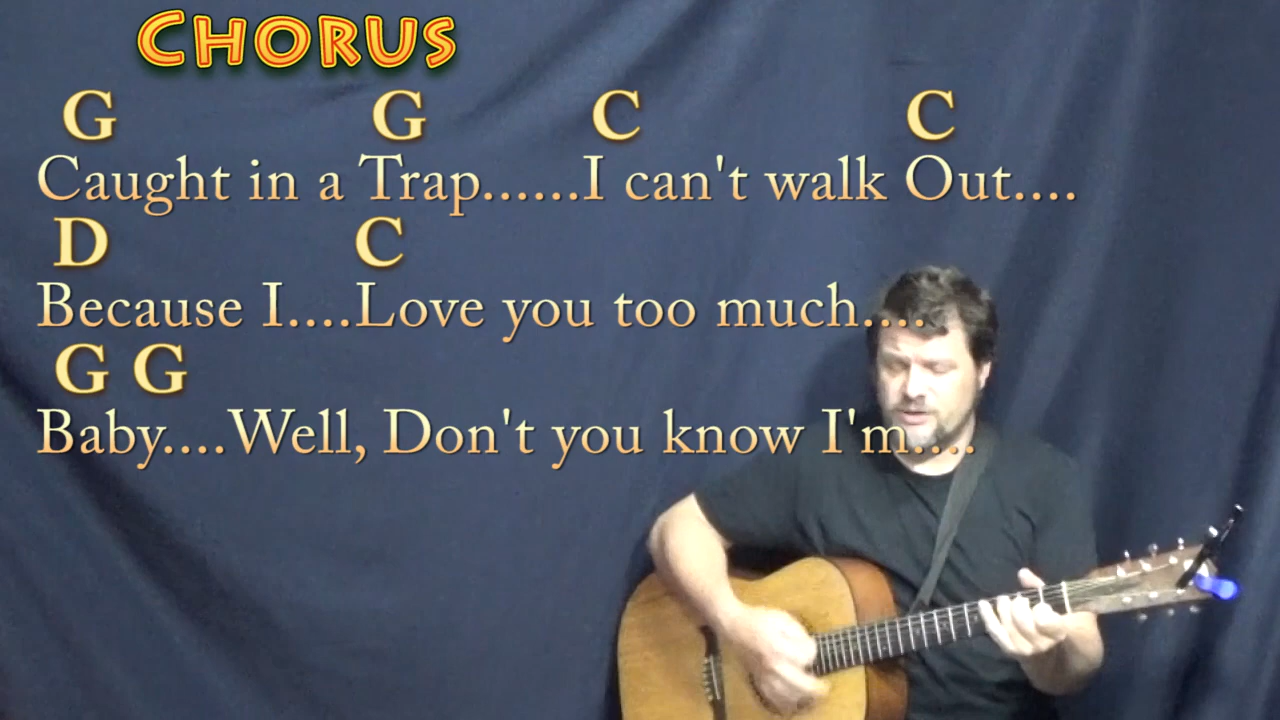 CHORUS
G G C C
Caught in a Trap......I can't walk Out....
D C
Because I....Love you too much....
G G
Baby....Well, Don't you know I'm....